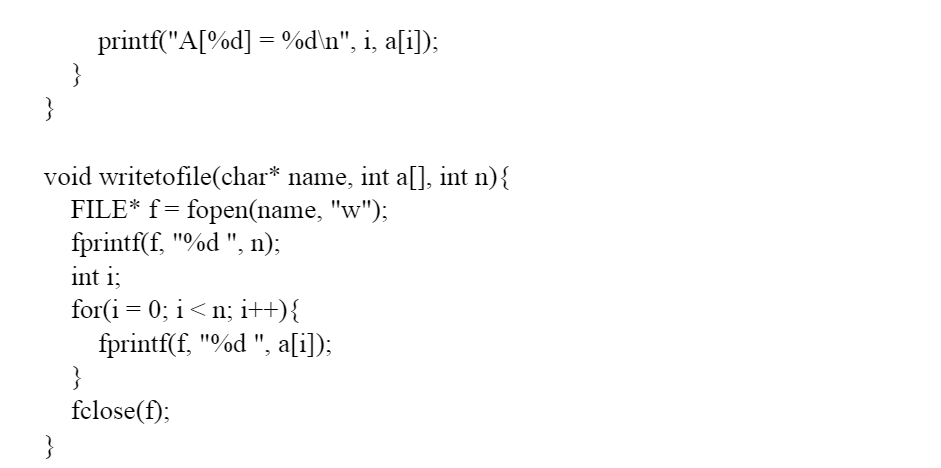 printf("A[%d] = %d\n", i, a[i]);
}
}
void writetofile(char* name, int a[], int n){
FILE* f = fopen(name, "w");
fprintf(f, "%d ", n);
int i;
for(i = 0; i < n; i++){
fprintf(f, "%d ", a[i]);
}
fclose(f);
}